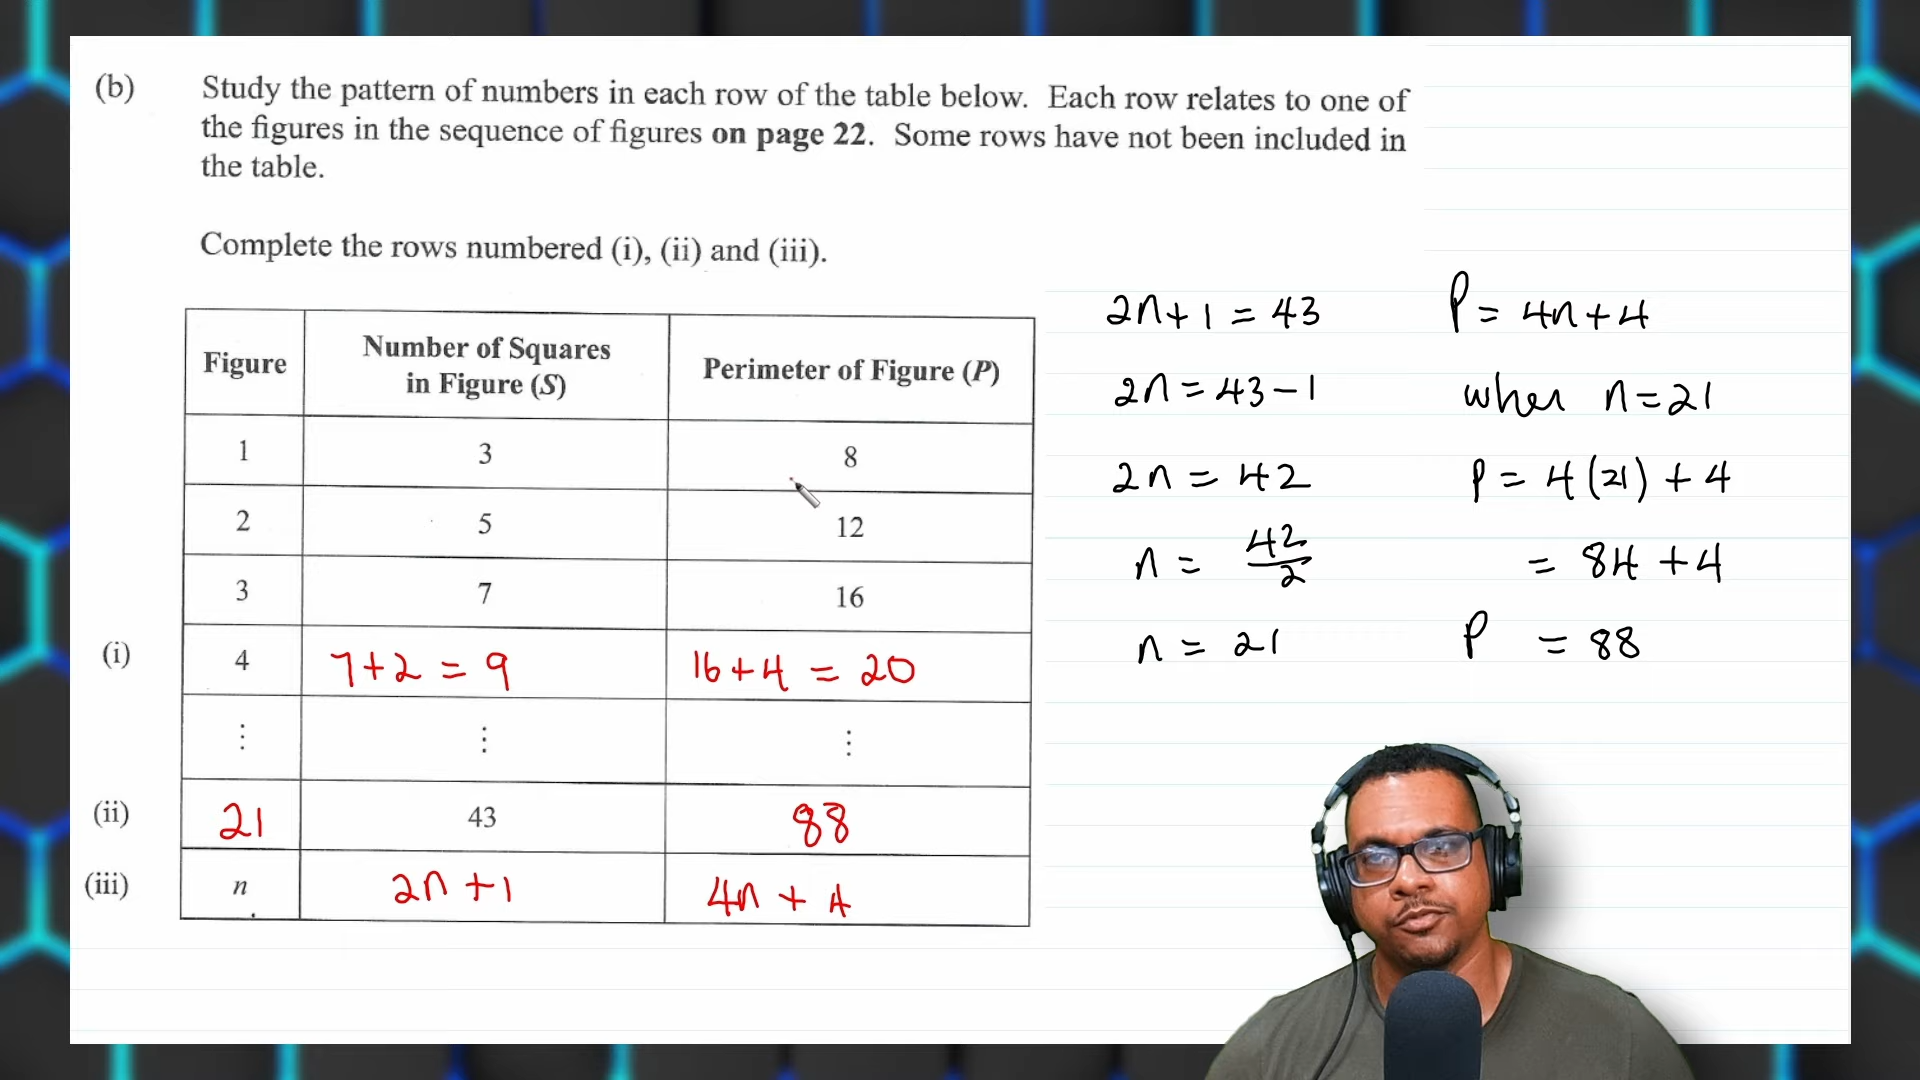 (b) Study the pattern of numbers in each row of the table below. Each row relates to one of
the figures in the sequence of figures on page 22. Some rows have not been included in
the table.
Complete the rows numbered (i), (ii) and (iii).
Figure Number of Squares in Figure (S) Perimeter of Figure (P)
1 3 8
2 5 12
3 7 16
(i) 4 7+2 = 9 16+4 = 20
⋮ ⋮ ⋮
(ii) 21 43 88
(iii) n 2n+1 4n + 4
2n+1 = 43
2n = 43-1
2n = 42
n = 42/2
n = 21
P = 4n+4
when n=21
P = 4(21) + 4
= 84 +4
P = 88